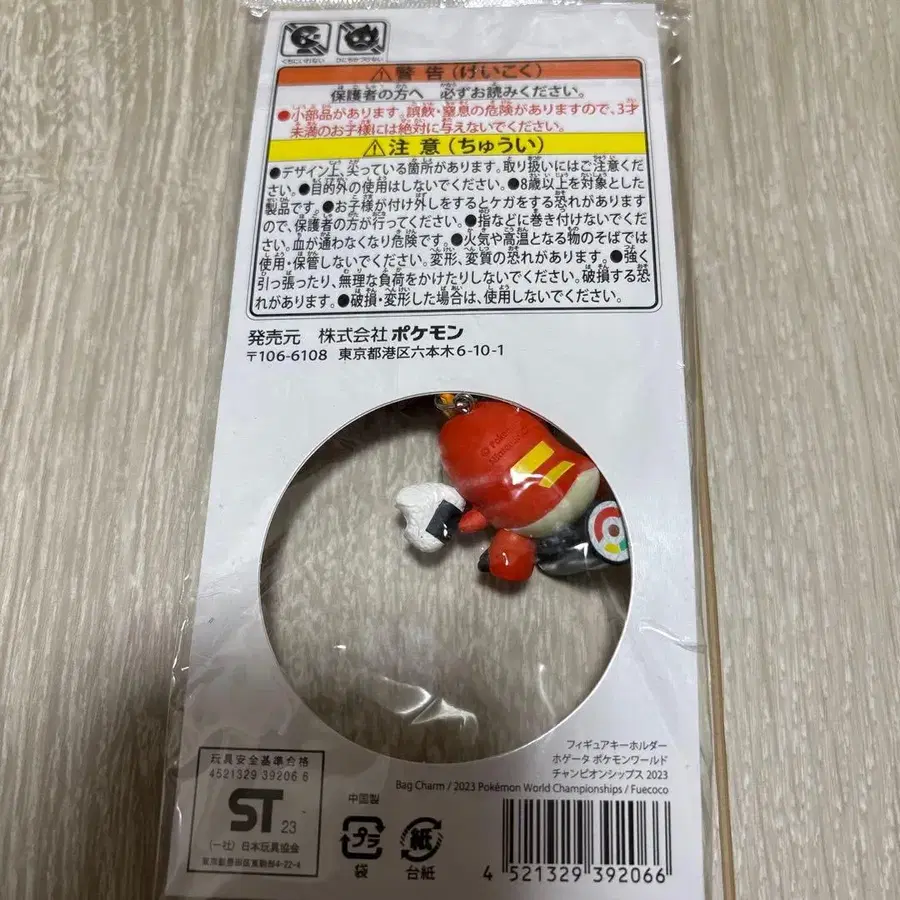 くちにいれない
ひにちかづけない
警告(けいこく)
保護者の方へ 必ずお読みください。
●小部品があります。誤飲・窒息の危険がありますので、3才
未満のお子様には絶対に与えないでください。
注意(ちゅうい)
●デザイン上、尖っている箇所があります。取り扱いにはご注意くだ
さい。●目的外の使用はしないでください。●8歳以上を対象とした
製品です。●お子様が付け外しをするとケガをする恐れがあります
ので、保護者の方が行ってください。●指などに巻き付けないでくだ
さい。血が通わなくなり危険です。●火気や高温となる物のそばでは
使用・保管しないでください。変形、変質の恐れがあります。●強く
引っ張ったり、無理な負荷をかけたりしないでください。破損する恐
れがあります。●破損・変形した場合は、使用しないでください。
発売元 株式会社ポケモン
〒106-6108 東京都港区六本木6-10-1
フィギュアキーホルダー
ホゲータ ポケモンワールド
チャンピオンシップス 2023
Bag Charm / 2023 Pokémon World Championships / Fuecoco
玩具安全基準合格
4521329 39206 6
ST 23
(一社)日本玩具協会
東京都墨田区東駒形4-22-4
中国製
プラ
袋
紙
台紙
4 521329 392066